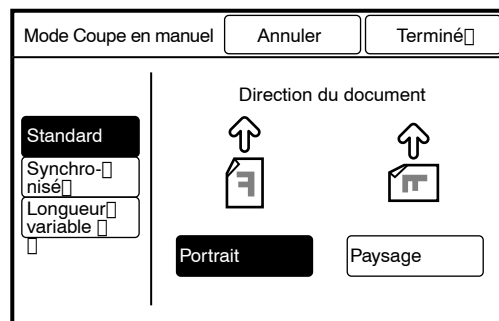 Mode Coupe en manuel
Annuler
Terminé
Direction du document
Standard
Synchro-
nisé
Longueur
variable
Portrait
Paysage